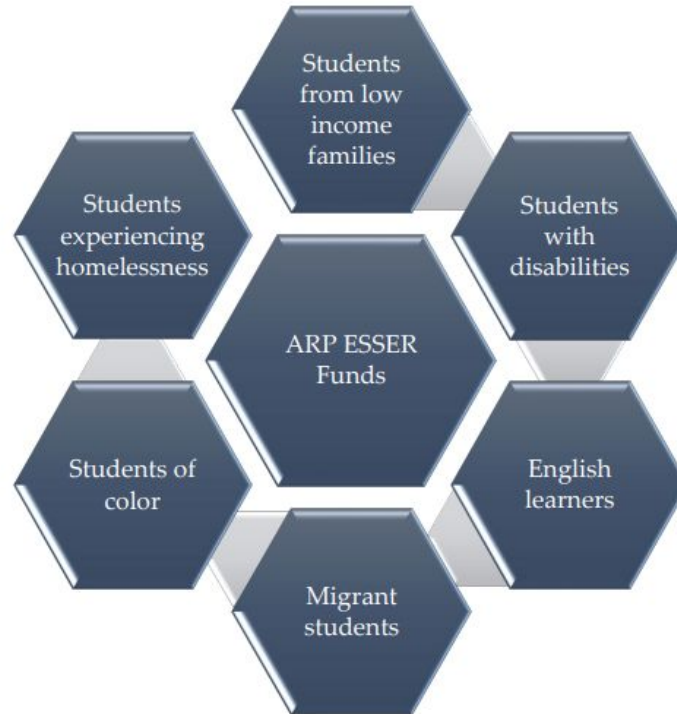 Students
from low
income
families
Students
with
disabilities
English
learners
Migrant
students
Students of
color
Students
experiencing
homelessness
ARP ESSER
Funds